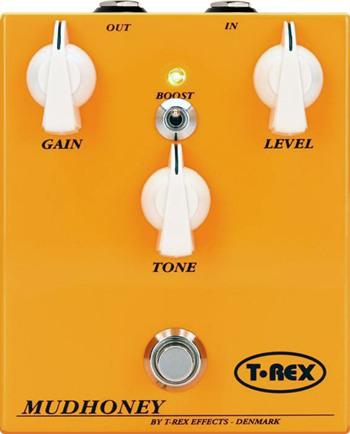 OUT IN
BOOST
GAIN LEVEL
TONE
T•REX
MUDHONEY
BY T-REX EFFECTS - DENMARK